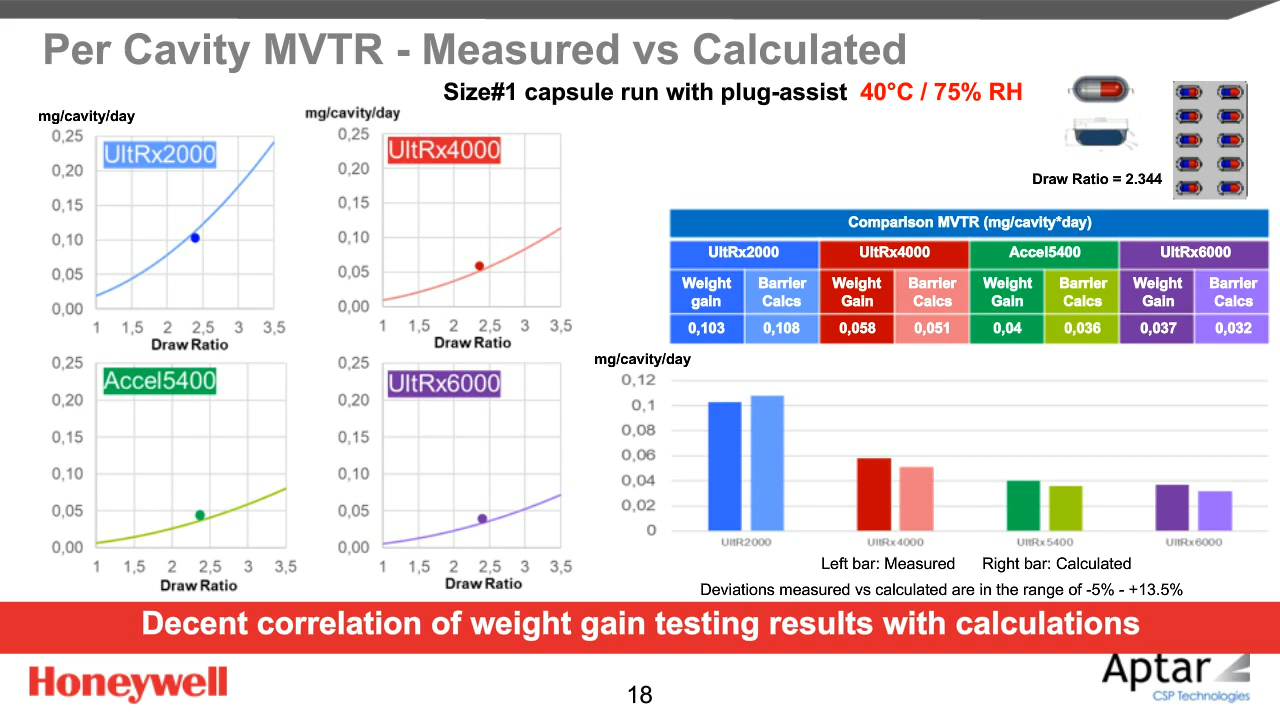 Per Cavity MVTR - Measured vs Calculated
Size#1 capsule run with plug-assist 40°C / 75% RH
mg/cavity/day
0,25
0,20
0,15
0,10
0,05
0,00
UltRx2000
1 1,5 2 2,5 3 3,5
Draw Ratio
mg/cavity/day
0,25
0,20
0,15
0,10
0,05
0,00
UltRx4000
1 1,5 2 2,5 3 3,5
Draw Ratio
0,25
0,20
0,15
0,10
0,05
0,00
Accel5400
1 1,5 2 2,5 3 3,5
Draw Ratio
0,25
0,20
0,15
0,10
0,05
0,00
UltRx6000
1 1,5 2 2,5 3 3,5
Draw Ratio
Draw Ratio = 2.344
Comparison MVTR (mg/cavity*day)
UltRx2000 UltRx4000 Accel5400 UltRx6000
Weight gain Barrier Calcs Weight Gain Barrier Calcs Weight Gain Barrier Calcs Weight Gain Barrier Calcs
0,103 0,108 0,058 0,051 0,04 0,036 0,037 0,032
mg/cavity/day
0,12
0,1
0,08
0,06
0,04
0,02
0
UltR2000 UltRx4000 UltRx5400 UltRx6000
Left bar: Measured Right bar: Calculated
Deviations measured vs calculated are in the range of -5% - +13.5%
Decent correlation of weight gain testing results with calculations
Honeywell
18
Aptar
CSP Technologies